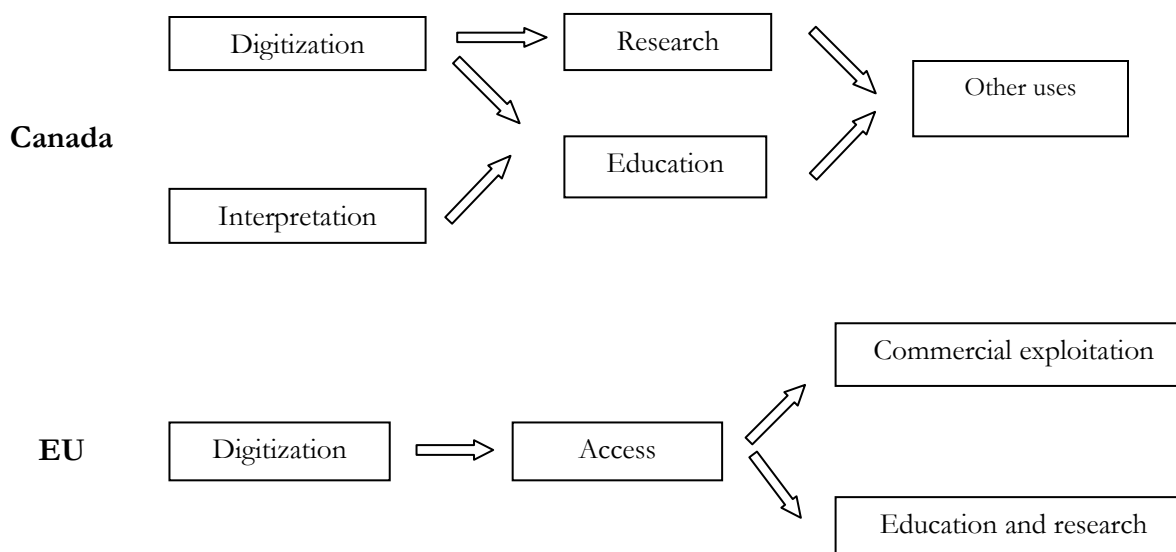 Digitization
Research
Other uses
Canada
Education
Interpretation
Commercial exploitation
EU
Digitization
Access
Education and research